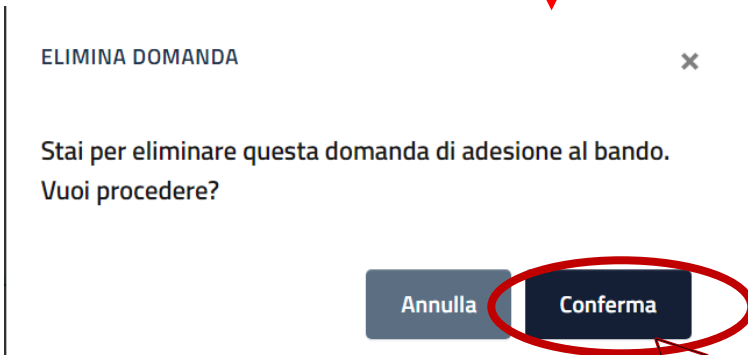 ELIMINA DOMANDA
Stai per eliminare questa domanda di adesione al bando.
Vuoi procedere?
Annulla
Conferma